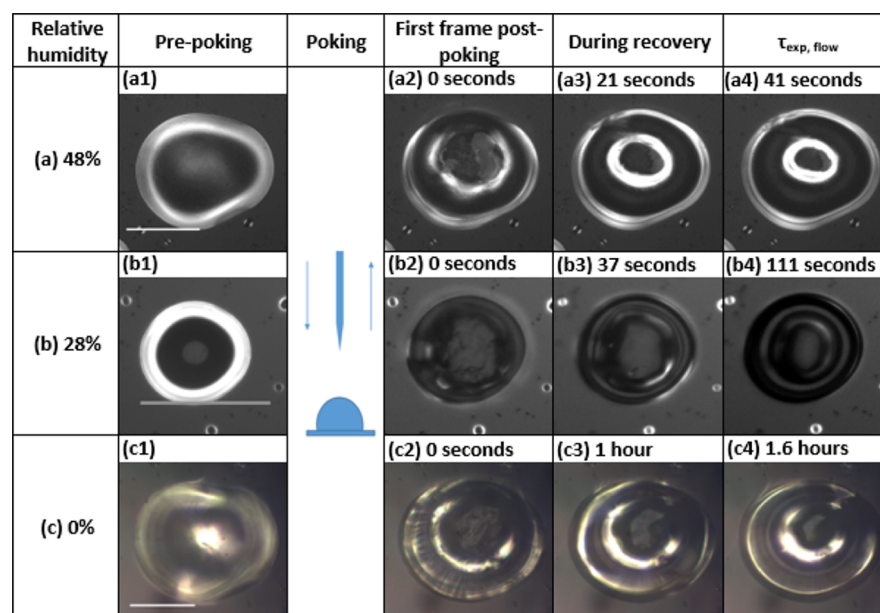 Relative humidity
Pre-poking
Poking
First frame post-poking
During recovery
τexp, flow
(a) 48%
(a1)
(a2) 0 seconds
(a3) 21 seconds
(a4) 41 seconds
(b) 28%
(b1)
(b2) 0 seconds
(b3) 37 seconds
(b4) 111 seconds
(c) 0%
(c1)
(c2) 0 seconds
(c3) 1 hour
(c4) 1.6 hours